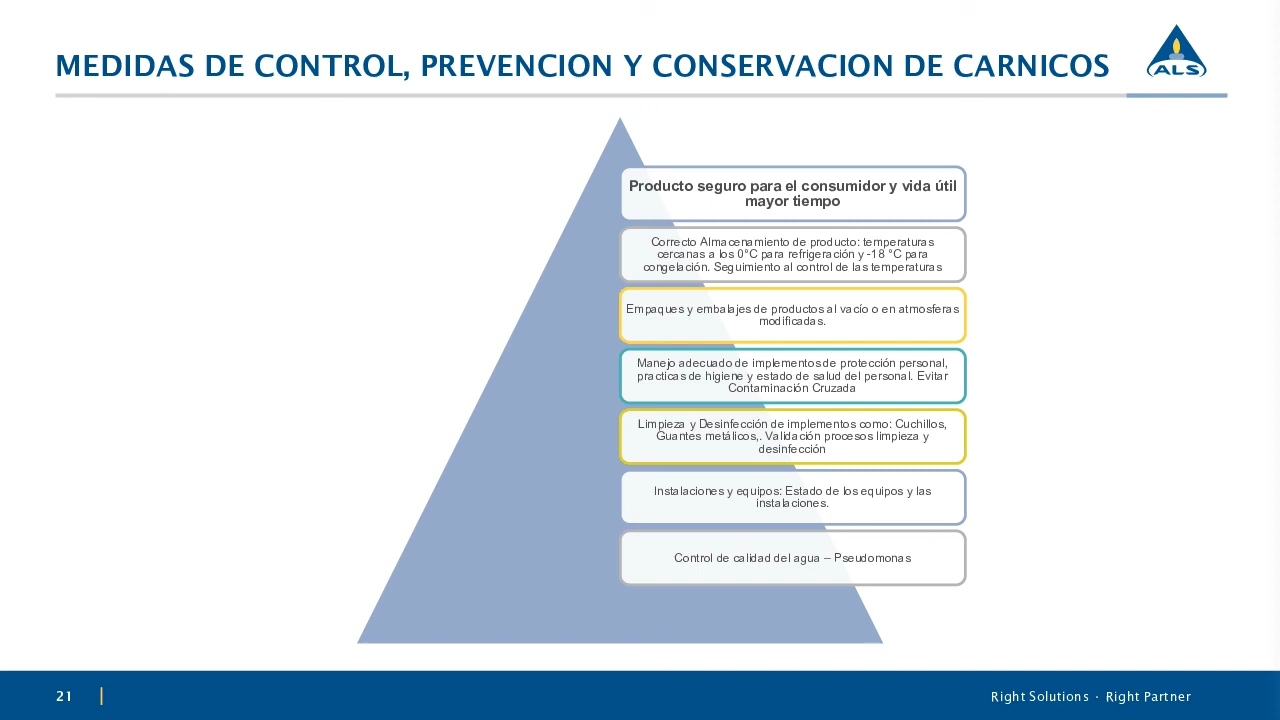 MEDIDAS DE CONTROL, PREVENCION Y CONSERVACION DE CARNICOS
ALS
Producto seguro para el consumidor y vida útil
mayor tiempo
Correcto Almacenamiento de producto: temperaturas
cercanas a los 0°C para refrigeración y -18 °C para
congelación. Seguimiento al control de las temperaturas
Empaques y embalajes de productos al vacío o en atmosferas
modificadas.
Manejo adecuado de implementos de protección personal,
practicas de higiene y estado de salud del personal. Evitar
Contaminación Cruzada
Limpieza y Desinfección de implementos como: Cuchillos,
Guantes metálicos,. Validación procesos limpieza y
desinfección
Instalaciones y equipos: Estado de los equipos y las
instalaciones.
Control de calidad del agua – Pseudomonas
21
Right Solutions · Right Partner